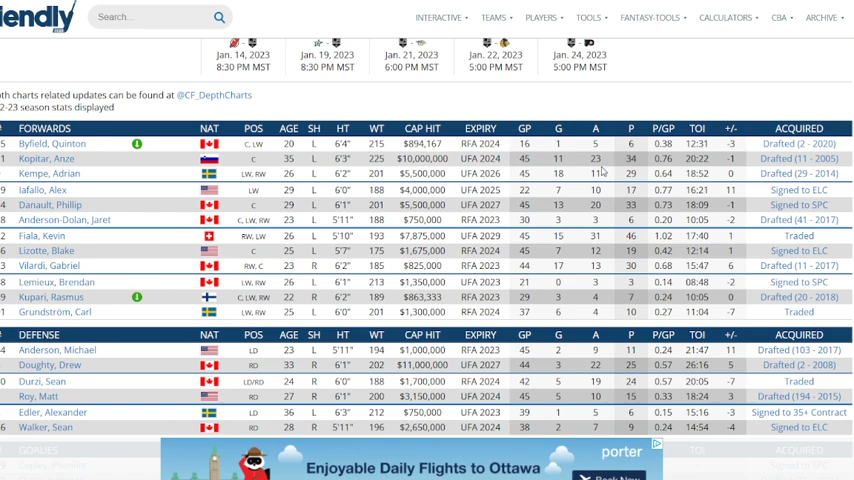 iendly
Search...
INTERACTIVE TEAMS PLAYERS TOOLS FANTASY-TOOLS CALCULATORS CBA ARCHIVE
Jan. 14, 2023 Jan. 19, 2023 Jan. 21, 2023 Jan. 22, 2023 Jan. 24, 2023
8:30 PM MST 8:30 PM MST 6:00 PM MST 5:00 PM MST 5:00 PM MST
pth charts related updates can be found at @CF_DepthCharts
2-23 season stats displayed
# FORWARDS NAT POS AGE SH HT WT CAP HIT EXPIRY GP G A P P/GP TOI +/- ACQUIRED
5 Byfield, Quinton C, LW 20 L 6'4" 215 $894,167 RFA 2024 16 1 5 6 0.38 12:31 -3 Drafted (2 - 2020)
1 Kopitar, Anze C 35 L 6'3" 225 $10,000,000 UFA 2024 45 11 23 34 0.76 20:22 -1 Drafted (11 - 2005)
9 Kempe, Adrian LW, RW 26 L 6'2" 201 $5,500,000 UFA 2026 45 18 11 29 0.64 18:52 0 Drafted (29 - 2014)
9 Iafallo, Alex LW 29 L 6'0" 188 $4,000,000 UFA 2025 22 7 10 17 0.77 16:21 11 Signed to ELC
4 Danault, Phillip C 29 L 6'1" 201 $5,500,000 UFA 2027 45 13 20 33 0.73 18:09 -1 Signed to SPC
8 Anderson-Dolan, Jaret C, LW, RW 23 L 5'11" 188 $750,000 RFA 2023 30 3 3 6 0.20 10:05 -2 Drafted (41 - 2017)
2 Fiala, Kevin RW, LW 26 L 5'10" 193 $7,875,000 UFA 2029 45 15 31 46 1.02 17:40 1 Traded
6 Lizotte, Blake C 25 L 5'7" 175 $1,675,000 RFA 2024 45 7 12 19 0.42 12:14 1 Signed to ELC
3 Vilardi, Gabriel RW, C 23 R 6'2" 185 $825,000 RFA 2023 44 17 13 30 0.68 15:47 6 Drafted (11 - 2017)
8 Lemieux, Brendan LW 26 L 6'1" 213 $1,350,000 UFA 2023 21 0 3 3 0.14 08:48 -2 Signed to SPC
9 Kupari, Rasmus C, LW, RW 22 R 6'2" 189 $863,333 RFA 2023 29 3 4 7 0.24 10:05 0 Drafted (20 - 2018)
1 Grundström, Carl LW, RW 25 L 6'0" 201 $1,300,000 RFA 2024 37 6 4 10 0.27 11:04 -7 Traded
# DEFENSE NAT POS AGE SH HT WT CAP HIT EXPIRY GP G A P P/GP TOI +/- ACQUIRED
4 Anderson, Michael LD 23 L 5'11" 194 $1,000,000 RFA 2023 45 2 9 11 0.24 21:47 11 Drafted (103 - 2017)
Doughty, Drew RD 33 R 6'1" 202 $11,000,000 UFA 2027 44 3 22 25 0.57 26:16 5 Drafted (2 - 2008)
0 Durzi, Sean LD/RD 24 R 6'0" 188 $1,700,000 RFA 2024 42 5 19 24 0.57 20:05 -7 Traded
Roy, Matt RD 27 R 6'1" 200 $3,150,000 UFA 2024 45 5 10 15 0.33 18:24 3 Drafted (194 - 2015)
Edler, Alexander LD 36 L 6'3" 212 $750,000 UFA 2023 39 1 5 6 0.15 15:16 -3 Signed to 35+ Contract
6 Walker, Sean RD 28 R 5'11" 196 $2,650,000 UFA 2024 38 2 7 9 0.24 14:54 -4 Signed to ELC
GOALIES ACQUIRED
porter
Enjoyable Daily Flights to Ottawa
Book Now